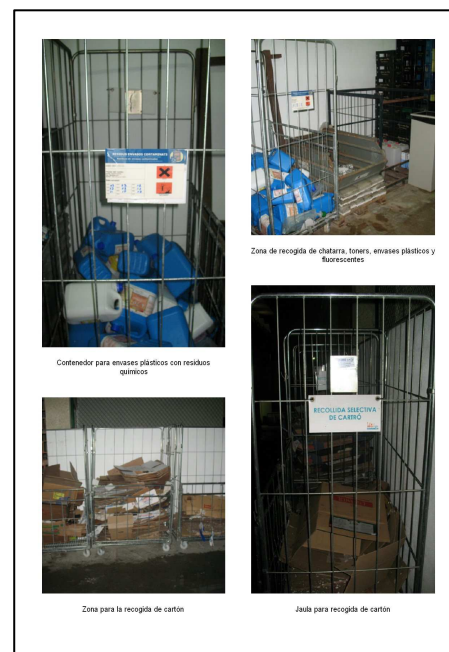 Contenedor para envases plásticos con residuos
químicos
Zona de recogida de chatarra, toners, envases plásticos y
fluorescentes
RECOLLIDA SELECTIVA
DE CARTRÓ
Zona para la recogida de cartón
Jaula para recogida de cartón